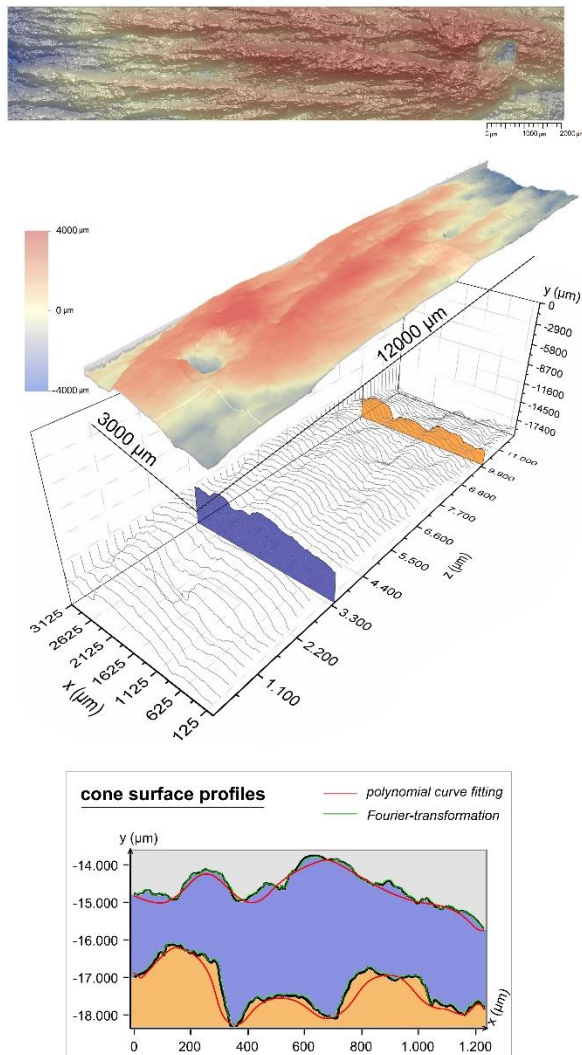 0 µm 1000 µm 2000 µm
4000 µm
0 µm
-4000 µm
12000 µm
3000 µm
y (µm)
0
-2900
-5800
-8700
-11600
-14500
-17400
11.000
9.900
8.800
7.700
6.600
5.500
4.400
3.300
2.200
1.100
z (µm)
3125
2625
2125
1625
1125
625
125
x (µm)
cone surface profiles
polynomial curve fitting
Fourier-transformation
y (µm)
-14.000
-15.000
-16.000
-17.000
-18.000
0 200 400 600 800 1.000 1.200
x (µm)